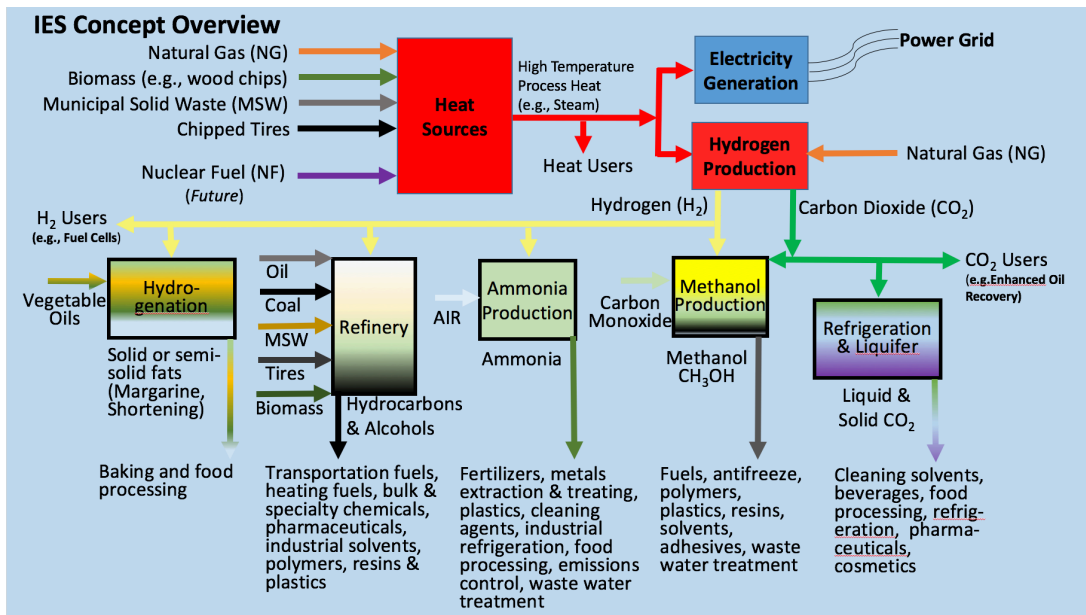 IES Concept Overview
Natural Gas (NG)
Biomass (e.g., wood chips)
Municipal Solid Waste (MSW)
Chipped Tires
Nuclear Fuel (NF)
(Future)
Heat
Sources
High Temperature
Process Heat
(e.g., Steam)
Heat Users
Electricity
Generation
Power Grid
Hydrogen
Production
Natural Gas (NG)
Hydrogen (H₂)
Carbon Dioxide (CO₂)
H₂ Users
(e.g., Fuel Cells)
Vegetable
Oils
Hydro-
genation
Solid or semi-
solid fats
(Margarine,
Shortening)
Baking and food
processing
Oil
Coal
MSW
Tires
Biomass
Refinery
Hydrocarbons
& Alcohols
Transportation fuels,
heating fuels, bulk &
specialty chemicals,
pharmaceuticals,
industrial solvents,
polymers, resins &
plastics
AIR
Ammonia
Production
Ammonia
Fertilizers, metals
extraction & treating,
plastics, cleaning
agents, industrial
refrigeration, food
processing, emissions
control, waste water
treatment
Carbon
Monoxide
Methanol
Production
Methanol
CH₃OH
Fuels, antifreeze,
polymers,
plastics, resins,
solvents,
adhesives, waste
water treatment
CO₂ Users
(e.g.Enhanced Oil
Recovery)
Refrigeration
& Liquifer
Liquid &
Solid CO₂
Cleaning solvents,
beverages, food
processing, refrig-
eration, pharma-
ceuticals,
cosmetics